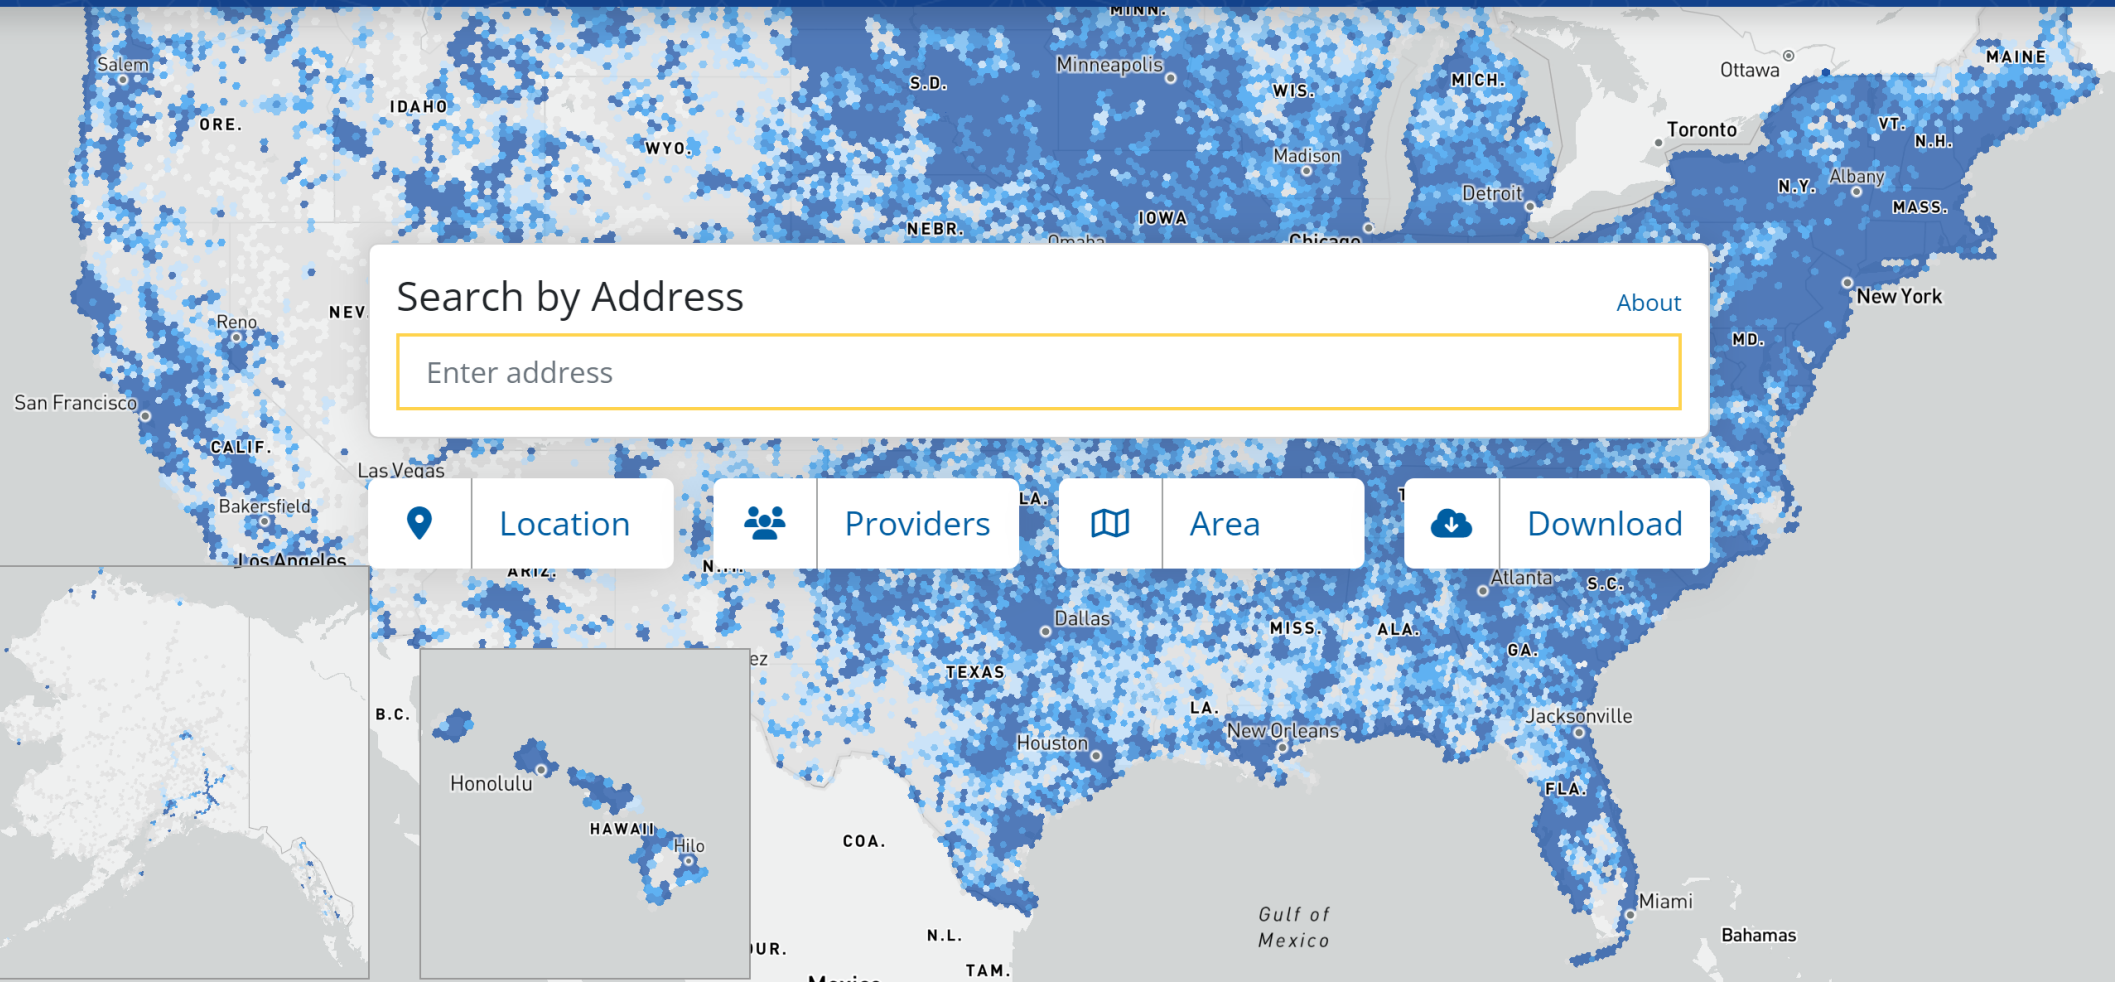 MINN.
Salem
Minneapolis
Ottawa
MAINE
S.D.
WIS.
MICH.
IDAHO
ORE.
VT.
Toronto
N.H.
WYO.
Madison
N.Y.
Albany
Detroit
MASS.
IOWA
NEBR.
Omaha
Chicago
Search by Address
About
New York
NEV.
Reno
MD.
Enter address
San Francisco
CALIF.
Las Vegas
Bakersfield
Location
Providers
Area
Download
Los Angeles
ARIZ.
N.M.
Atlanta
S.C.
Dallas
MISS.
ALA.
GA.
TEXAS
LA.
B.C.
Jacksonville
New Orleans
Houston
Honolulu
FLA.
HAWAII
Hilo
COA.
Miami
Gulf of
Mexico
N.L.
Bahamas
TAM.
Mexico